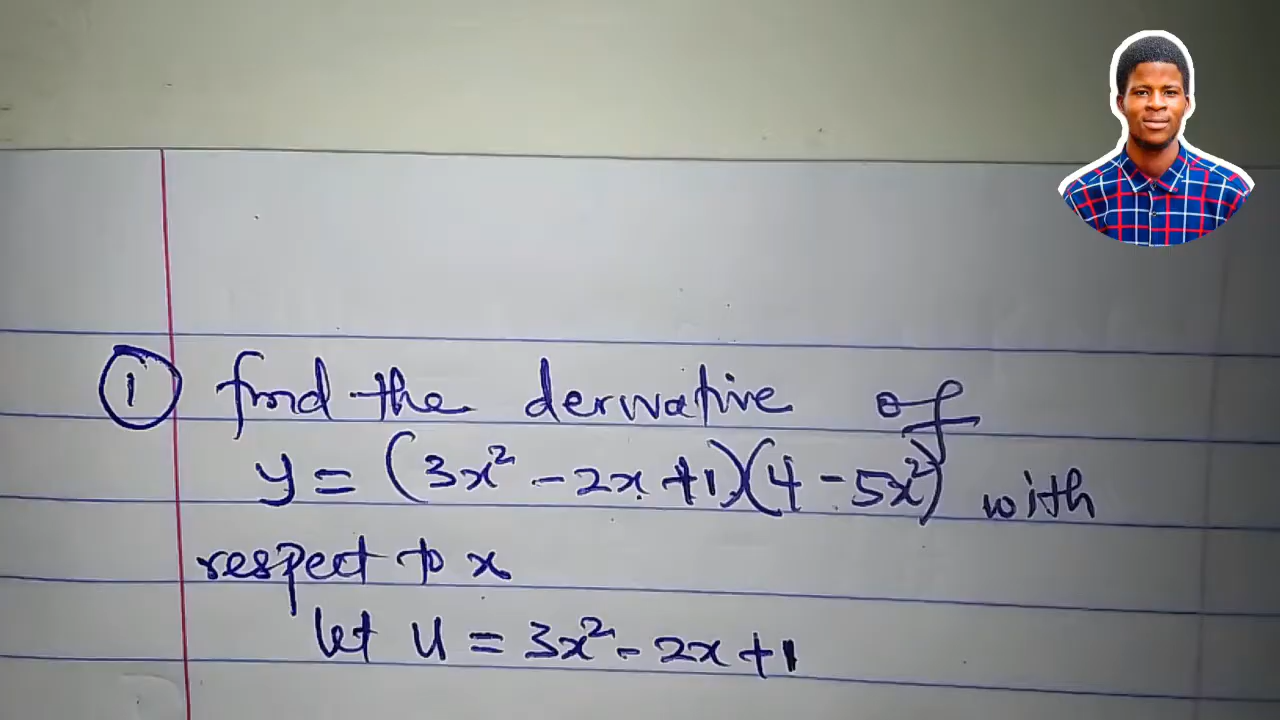 ① find the derivative of
y = (3x² - 2x + 1)(4 - 5x²) with
respect to x
let u = 3x² - 2x + 1